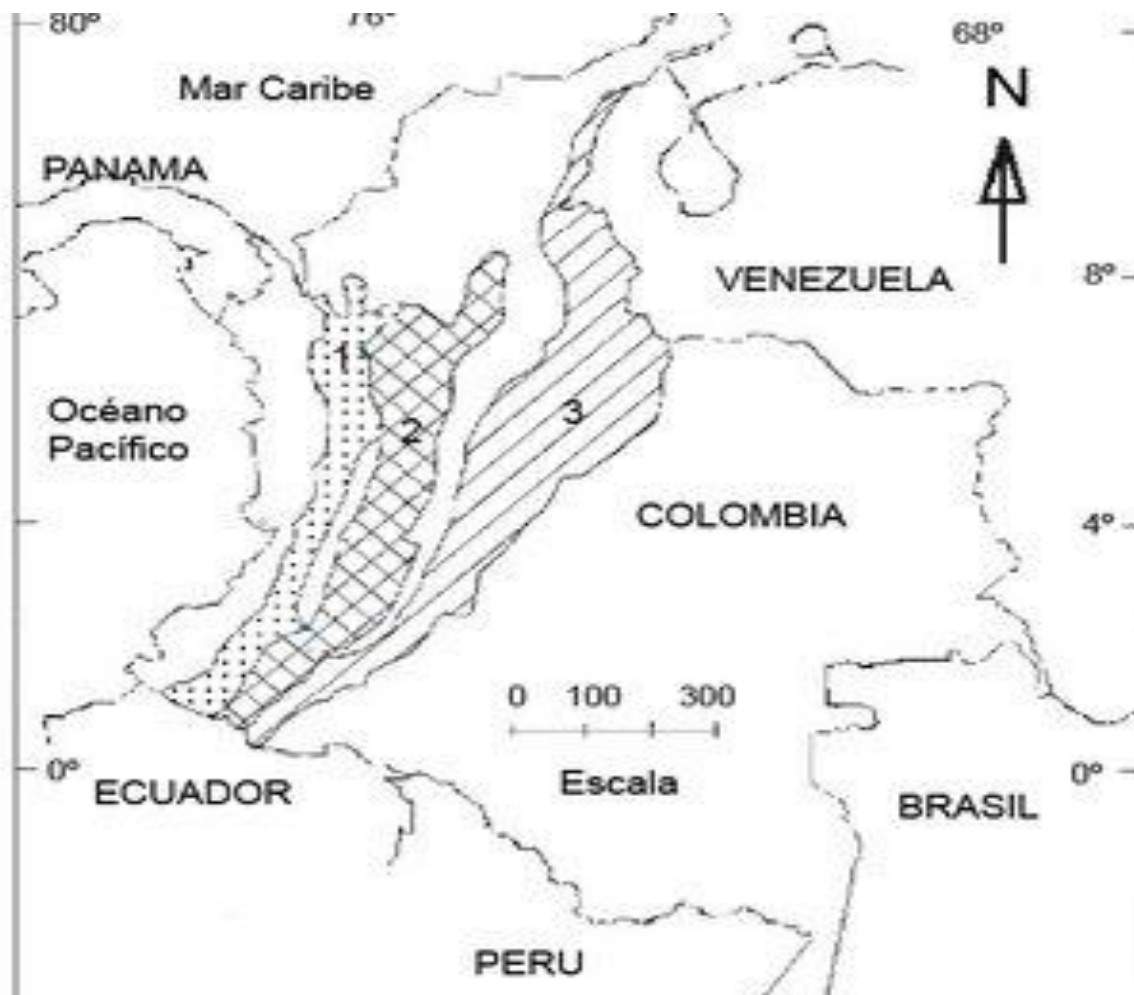 80º
76º
68º
Mar Caribe
N
PANAMA
VENEZUELA
8º
1
Océano
Pacífico
2
3
COLOMBIA
4º
0 100 300
Escala
0º
ECUADOR
0º
BRASIL
PERU